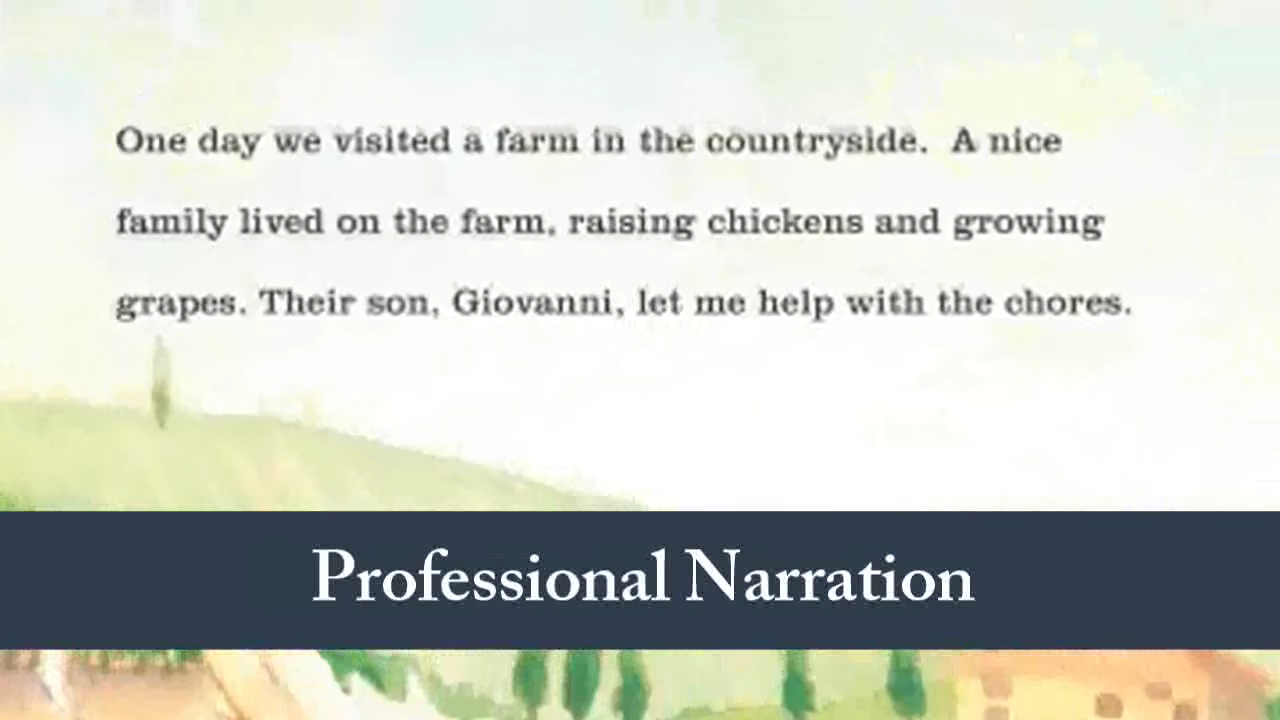 One day we visited a farm in the countryside.  A nice
family lived on the farm, raising chickens and growing
grapes. Their son, Giovanni, let me help with the chores.
Professional Narration